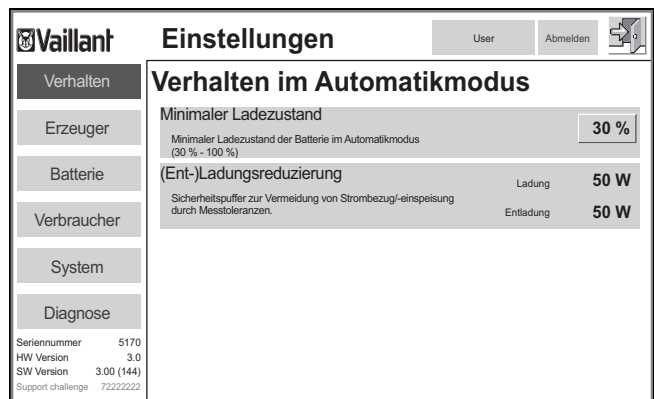 Vaillant
Einstellungen
User
Abmelden
Verhalten
Erzeuger
Batterie
Verbraucher
System
Diagnose
Seriennummer 5170
HW Version 3.0
SW Version 3.00 (144)
Support challenge 72222222
Verhalten im Automatikmodus
Minimaler Ladezustand
Minimaler Ladezustand der Batterie im Automatikmodus
(30 % - 100 %)
30 %
(Ent-)Ladungsreduzierung
Sicherheitspuffer zur Vermeidung von Strombezug/-einspeisung
durch Messtoleranzen.
Ladung 50 W
Entladung 50 W